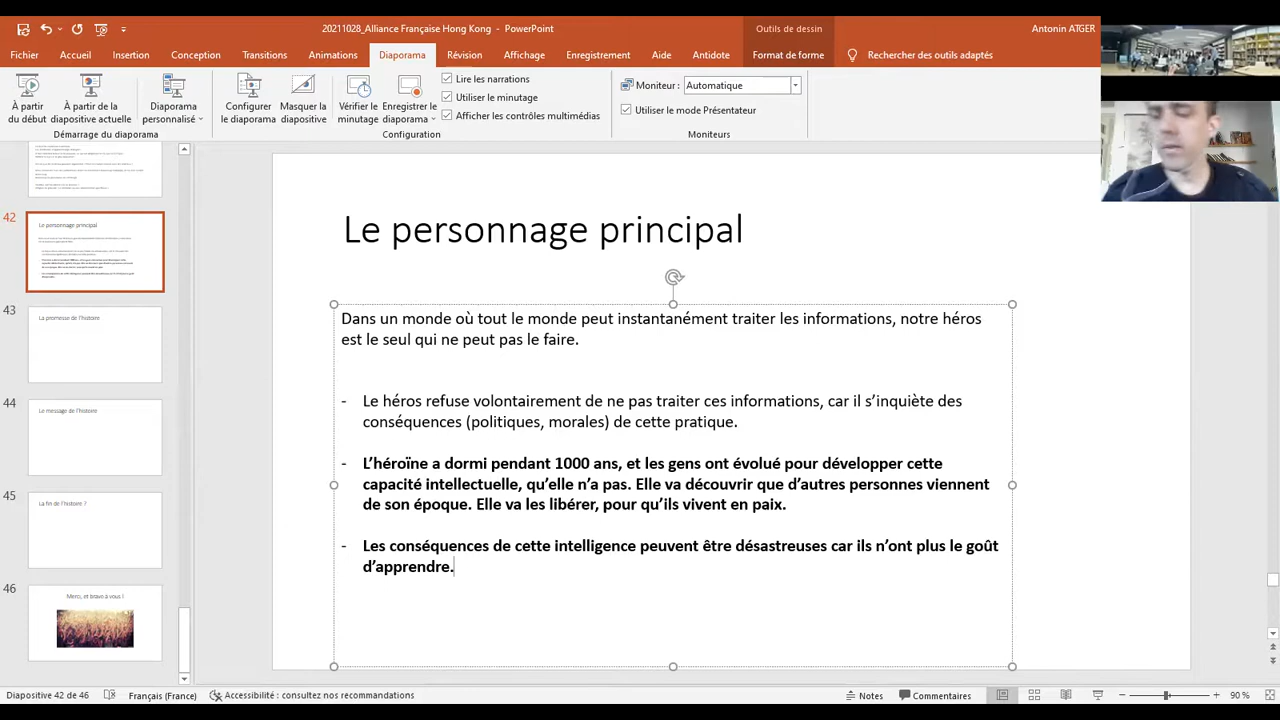 20211028_Alliance Française Hong Kong - PowerPoint
Outils de dessin
Antonin ATGER
Fichier Accueil Insertion Conception Transitions Animations Diaporama Révision Affichage Enregistrement Aide Antidote Format de forme Rechercher des outils adaptés
À partir du début
À partir de la diapositive actuelle
Diaporama personnalisé
Démarrage du diaporama
Configurer le diaporama
Masquer la diapositive
Vérifier le minutage
Enregistrer le diaporama
Lire les narrations
Utiliser le minutage
Afficher les contrôles multimédias
Configuration
Moniteur : Automatique
Utiliser le mode Présentateur
Moniteurs
42
Le personnage principal
43
La promesse de l'histoire
44
Le message de l'histoire
45
La fin de l'histoire ?
46
Merci, et bravo à vous !
Le personnage principal
Dans un monde où tout le monde peut instantanément traiter les informations, notre héros
est le seul qui ne peut pas le faire.
- Le héros refuse volontairement de ne pas traiter ces informations, car il s'inquiète des
conséquences (politiques, morales) de cette pratique.
- L'héroïne a dormi pendant 1000 ans, et les gens ont évolué pour développer cette
capacité intellectuelle, qu'elle n'a pas. Elle va découvrir que d'autres personnes viennent
de son époque. Elle va les libérer, pour qu'ils vivent en paix.
- Les conséquences de cette intelligence peuvent être désastreuses car ils n'ont plus le goût
d'apprendre.
Diapositive 42 de 46 Français (France) Accessibilité : consultez nos recommandations Notes Commentaires 90 %